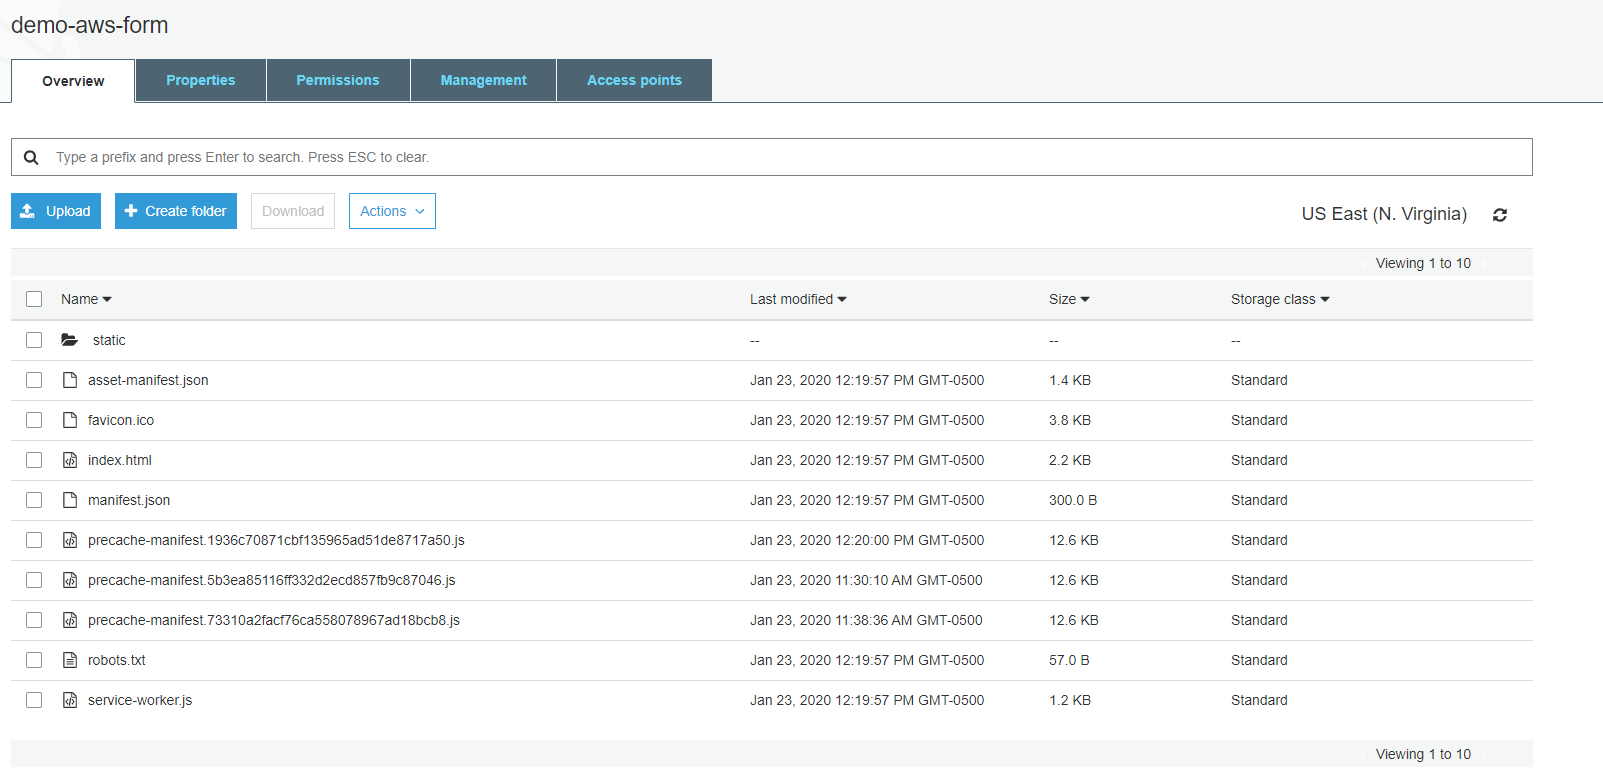 demo-aws-form
Overview Properties Permissions Management Access points
Type a prefix and press Enter to search. Press ESC to clear.
Upload Create folder Download Actions US East (N. Virginia)
Viewing 1 to 10
Name Last modified Size Storage class
static -- -- --
asset-manifest.json Jan 23, 2020 12:19:57 PM GMT-0500 1.4 KB Standard
favicon.ico Jan 23, 2020 12:19:57 PM GMT-0500 3.8 KB Standard
index.html Jan 23, 2020 12:19:57 PM GMT-0500 2.2 KB Standard
manifest.json Jan 23, 2020 12:19:57 PM GMT-0500 300.0 B Standard
precache-manifest.1936c70871cbf135965ad51de8717a50.js Jan 23, 2020 12:20:00 PM GMT-0500 12.6 KB Standard
precache-manifest.5b3ea85116ff332d2ecd857fb9c87046.js Jan 23, 2020 11:30:10 AM GMT-0500 12.6 KB Standard
precache-manifest.73310a2facf76ca558078967ad18bcb8.js Jan 23, 2020 11:38:36 AM GMT-0500 12.6 KB Standard
robots.txt Jan 23, 2020 12:19:57 PM GMT-0500 57.0 B Standard
service-worker.js Jan 23, 2020 12:19:57 PM GMT-0500 1.2 KB Standard
Viewing 1 to 10